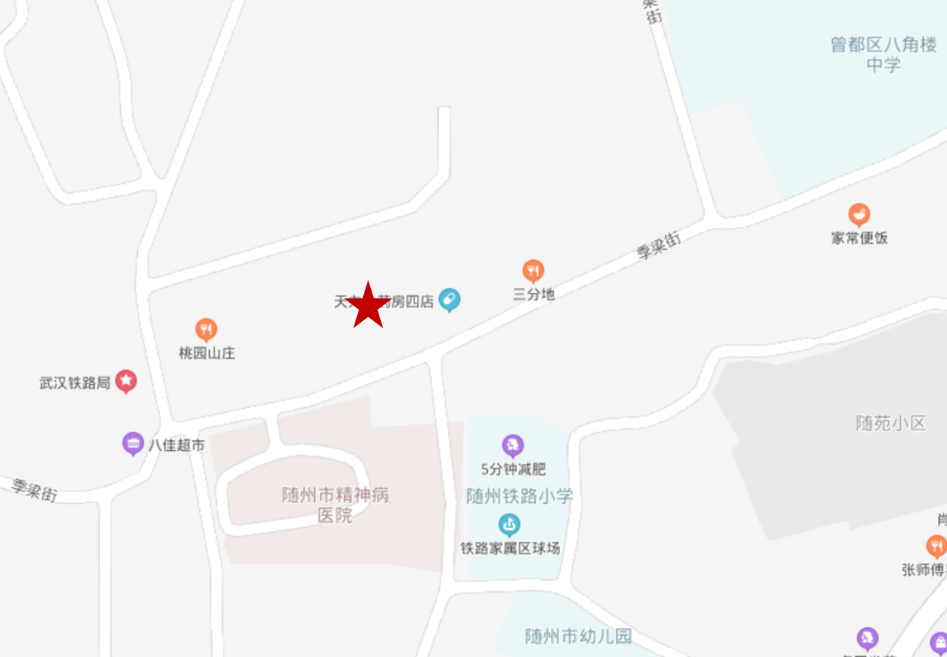 梁街
曾都区八角楼
中学
家常便饭
季梁街
三分地
药房四店
桃园山庄
武汉铁路局
八佳超市
随苑小区
5分钟减肥
季梁街
随州市精神病
医院
随州铁路小学
铁路家属区球场
张师傅
随州市幼儿园